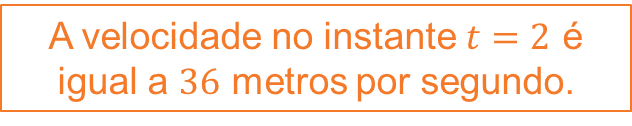 A velocidade no instante t = 2 é
igual a 36 metros por segundo.